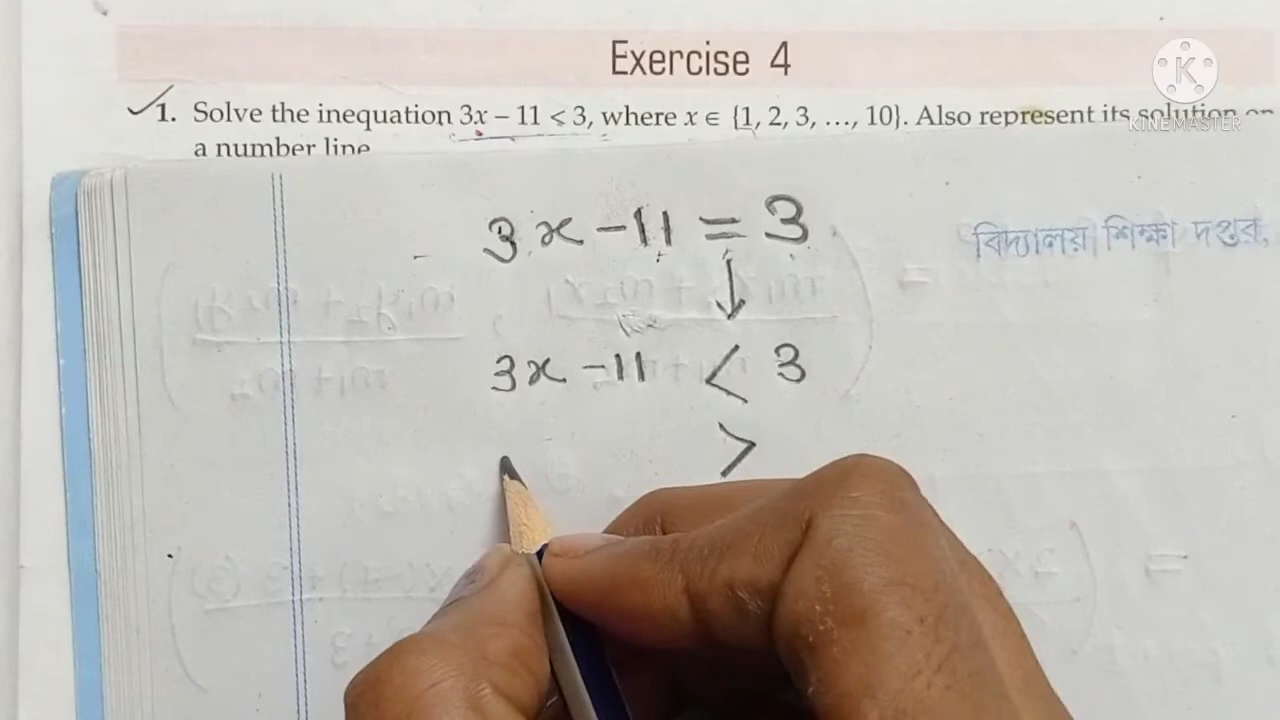 Exercise 4
K
KINEMASTER
1. Solve the inequation 3x – 11 < 3, where x ∈ {1, 2, 3, ..., 10}. Also represent its solution on
a number line
3x - 11 = 3
বিদ্যালয় শিক্ষা দপ্তর,
↓
3x - 11 < 3
>